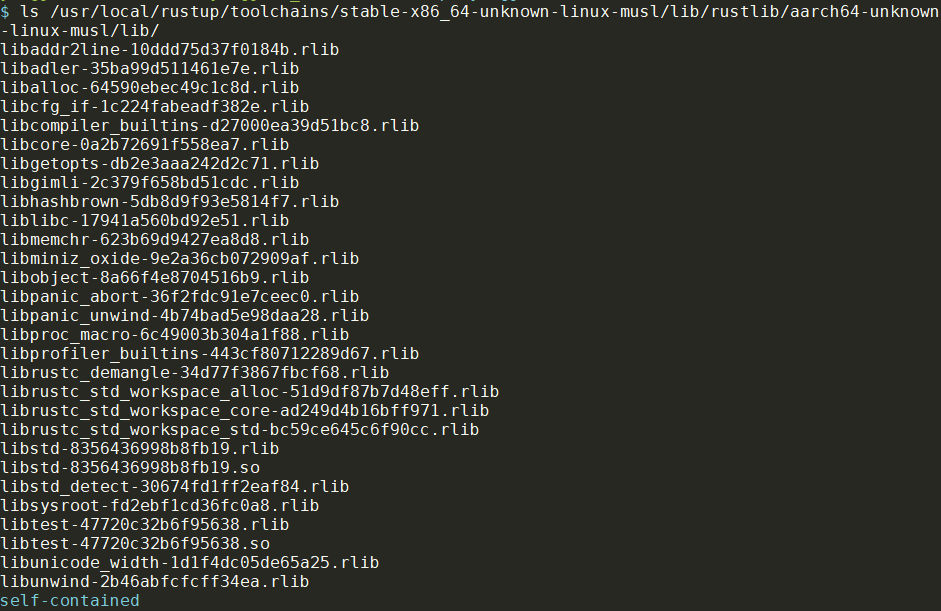 $ ls /usr/local/rustup/toolchains/stable-x86_64-unknown-linux-musl/lib/rustlib/aarch64-unknown
-linux-musl/lib/
libaddr2line-10ddd75d37f0184b.rlib
libadler-35ba99d511461e7e.rlib
liballoc-64590ebec49c1c8d.rlib
libcfg_if-1c224fabeadf382e.rlib
libcompiler_builtins-d27000ea39d51bc8.rlib
libcore-0a2b72691f558ea7.rlib
libgetopts-db2e3aaa242d2c71.rlib
libgimli-2c379f658bd51cdc.rlib
libhashbrown-5db8d9f93e5814f7.rlib
liblibc-17941a560bd92e51.rlib
libmemchr-623b69d9427ea8d8.rlib
libminiz_oxide-9e2a36cb072909af.rlib
libobject-8a66f4e8704516b9.rlib
libpanic_abort-36f2fdc91e7ceec0.rlib
libpanic_unwind-4b74bad5e98daa28.rlib
libproc_macro-6c49003b304a1f88.rlib
libprofiler_builtins-443cf80712289d67.rlib
librustc_demangle-34d77f3867fbcf68.rlib
librustc_std_workspace_alloc-51d9df87b7d48eff.rlib
librustc_std_workspace_core-ad249d4b16bff971.rlib
librustc_std_workspace_std-bc59ce645c6f90cc.rlib
libstd-8356436998b8fb19.rlib
libstd-8356436998b8fb19.so
libstd_detect-30674fd1ff2eaf84.rlib
libsysroot-fd2ebf1cd36fc0a8.rlib
libtest-47720c32b6f95638.rlib
libtest-47720c32b6f95638.so
libunicode_width-1d1f4dc05de65a25.rlib
libunwind-2b46abfcfcff34ea.rlib
self-contained